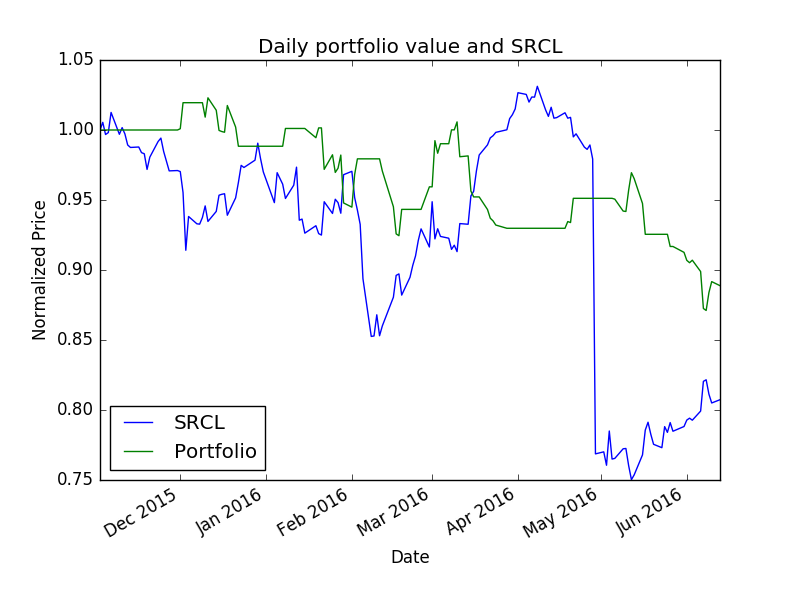 Daily portfolio value and SRCL
1.05
1.00
0.95
0.90
0.85
0.80
0.75
Normalized Price
SRCL
Portfolio
Dec 2015
Jan 2016
Feb 2016
Mar 2016
Apr 2016
May 2016
Jun 2016
Date